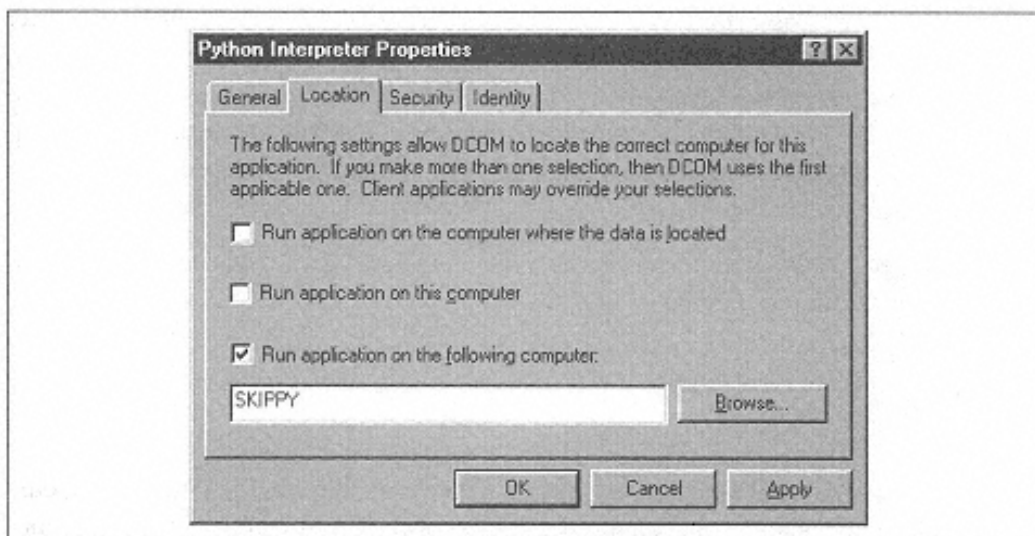 Python Interpreter Properties
General Location Security Identity
The following settings allow DCOM to locate the correct computer for this
application. If you make more than one selection, then DCOM uses the first
applicable one. Client applications may override your selections.
Run application on the computer where the data is located
Run application on this computer
Run application on the following computer:
SKIPPY
Browse...
OK Cancel Apply